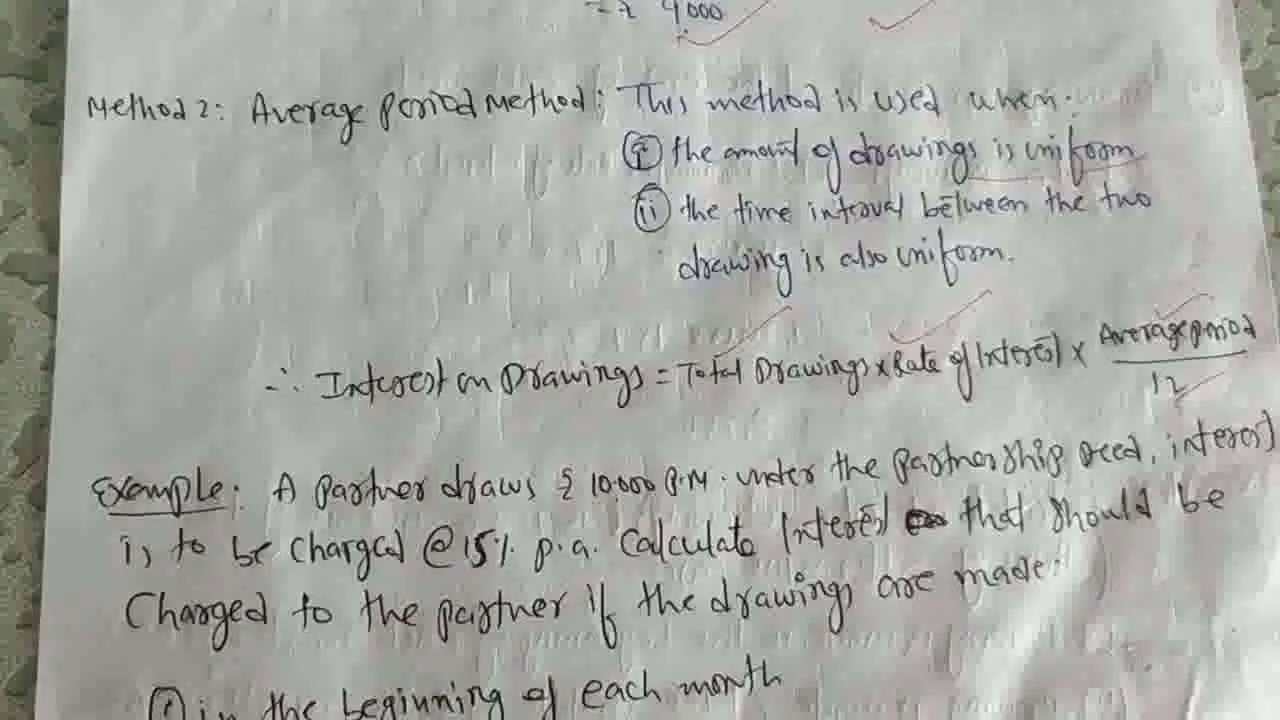 = ₹ 4000
Method 2: Average period Method: This method is used when:
(i) the amount of drawings is uniform
(ii) the time interval between the two
drawing is also uniform.
∴ Interest on Drawings = Total Drawings × Rate of Interest × Average period / 12
Example: A partner draws ₹ 10,000 P.M. under the partnership deed, interest
is to be charged @ 15% p.a. Calculate Interest that should be
Charged to the partner if the drawings are made:
(i) in the beginning of each month